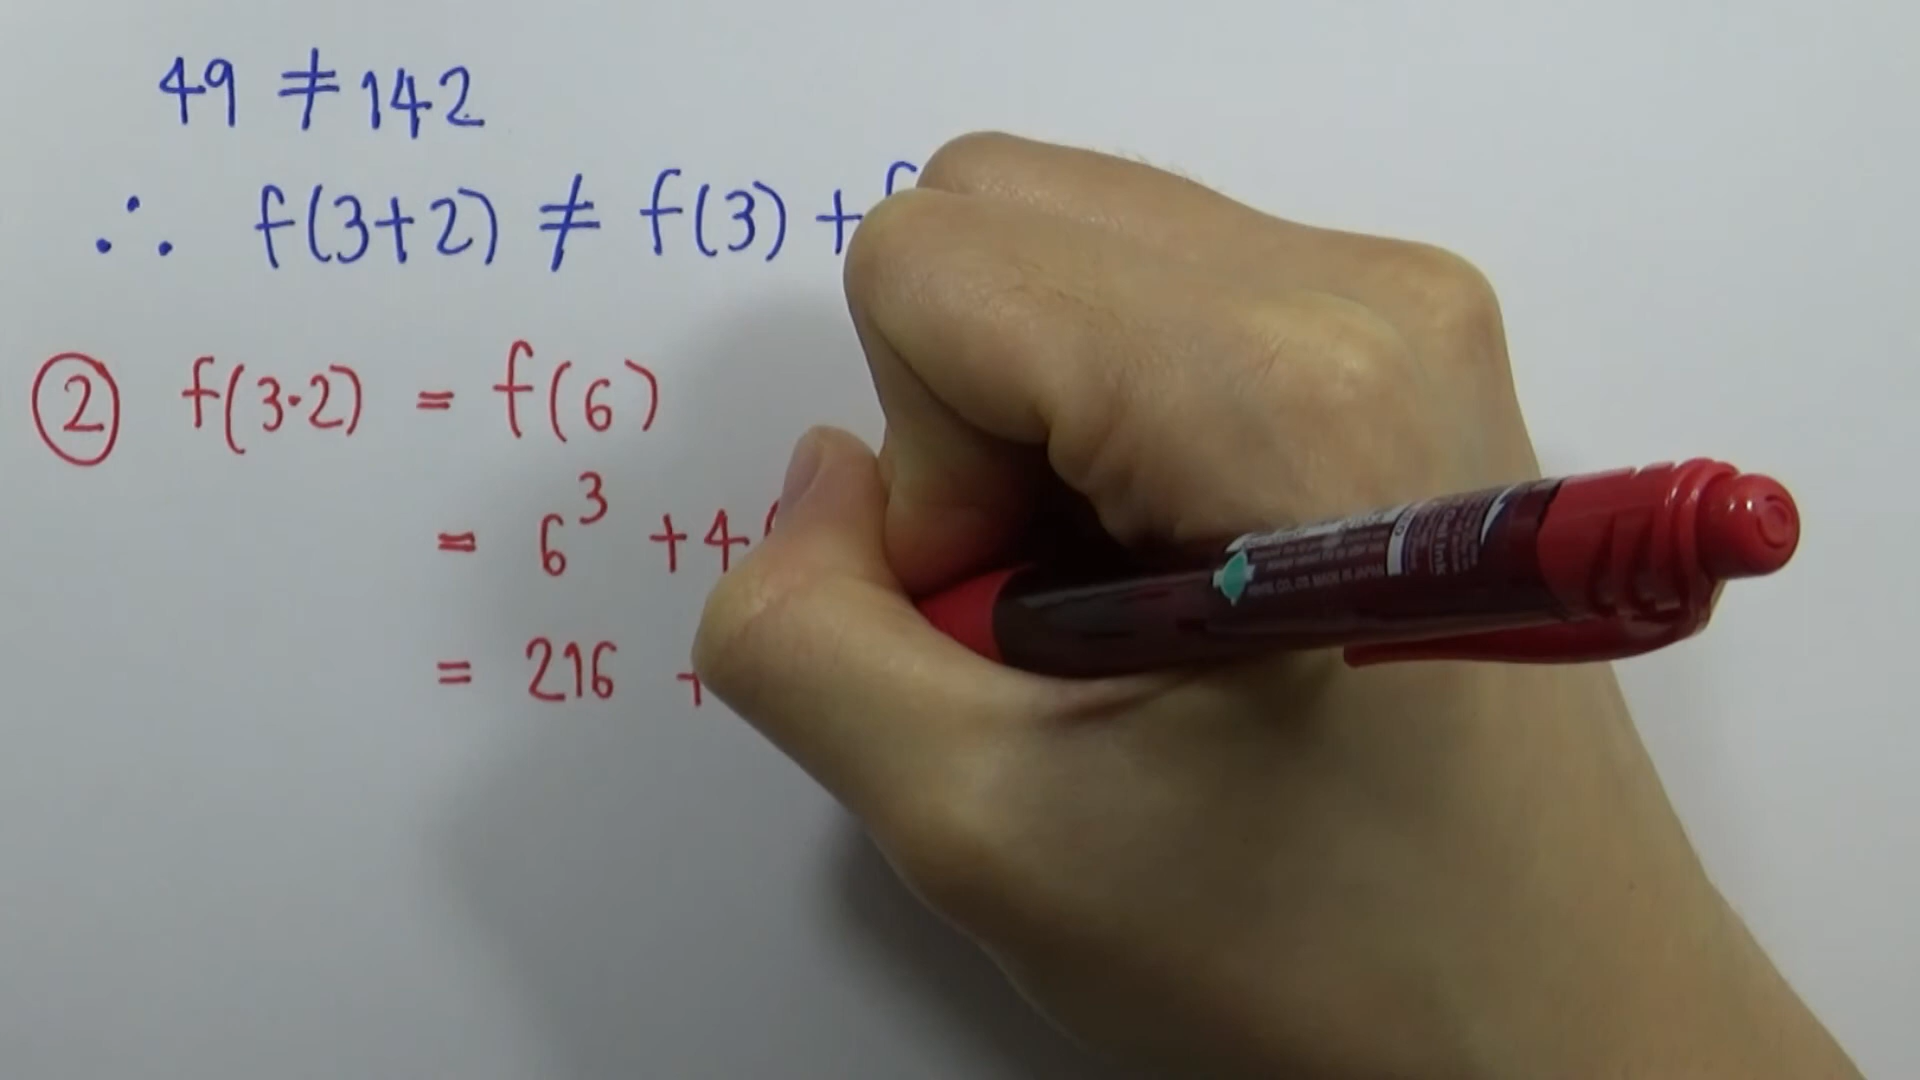 49 ≠ 142
∴ f(3+2) ≠ f(3) + f
② f(3·2) = f(6)
= 6³ + 4(
= 216 +